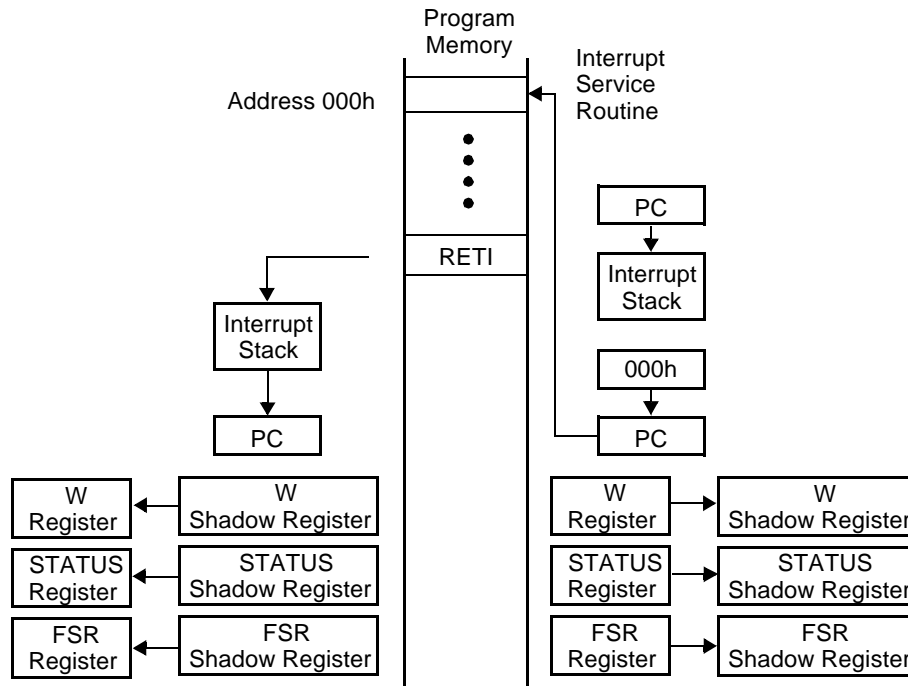 Program
Memory
Interrupt
Service
Routine
Address 000h
PC
RETI
Interrupt
Stack
Interrupt
Stack
000h
PC
PC
W
Register
W
Shadow Register
W
Register
W
Shadow Register
STATUS
Register
STATUS
Shadow Register
STATUS
Register
STATUS
Shadow Register
FSR
Register
FSR
Shadow Register
FSR
Register
FSR
Shadow Register